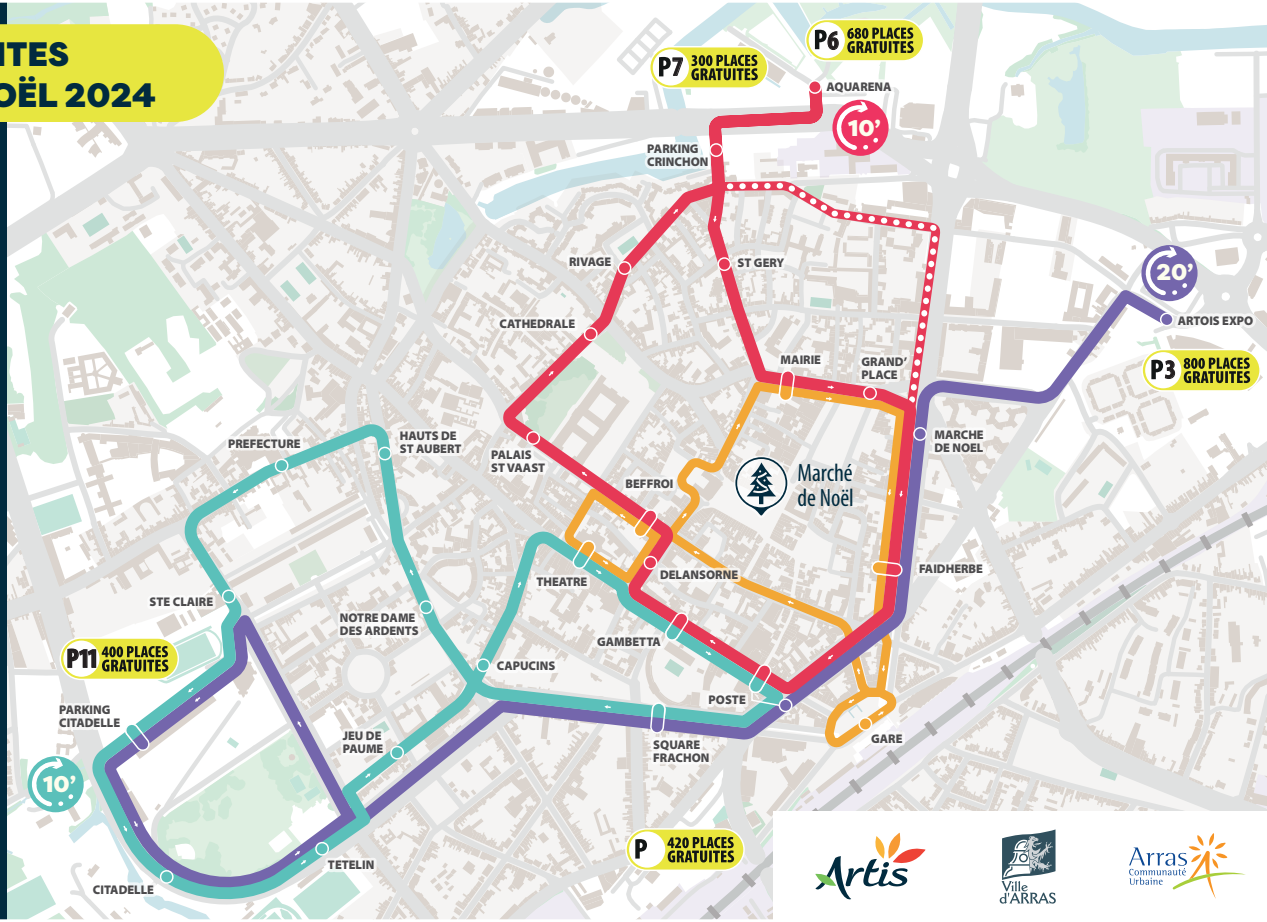 ITES
OËL 2024
P6 680 PLACES
GRATUITES
P7 300 PLACES
GRATUITES
AQUARENA
10'
PARKING
CRINCHON
RIVAGE
ST GERY
20'
ARTOIS EXPO
CATHEDRALE
MAIRIE
GRAND'
PLACE
P3 800 PLACES
GRATUITES
PREFECTURE
HAUTS DE
ST AUBERT
PALAIS
ST VAAST
MARCHE
DE NOEL
BEFFROI
Marché
de Noël
THEATRE
DELANSORNE
FAIDHERBE
STE CLAIRE
NOTRE DAME
DES ARDENTS
GAMBETTA
P11 400 PLACES
GRATUITES
CAPUCINS
POSTE
PARKING
CITADELLE
JEU DE
PAUME
SQUARE
FRACHON
GARE
10'
P 420 PLACES
GRATUITES
TETELIN
CITADELLE
Artis
Ville
d'ARRAS
Arras
Communauté
Urbaine